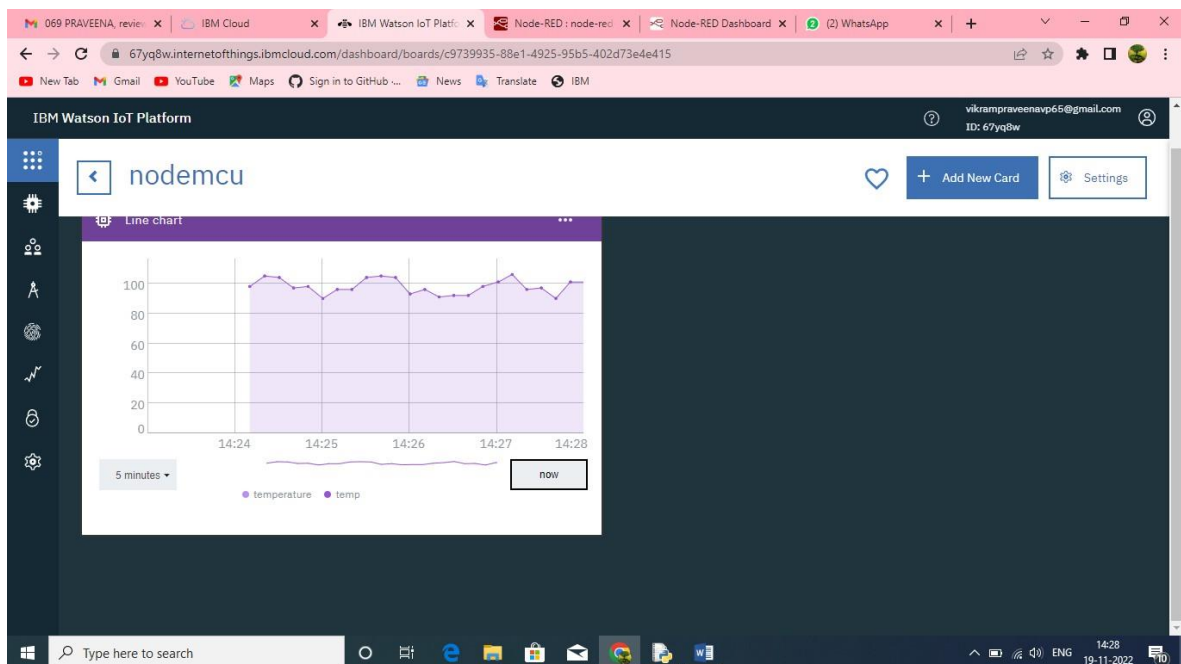 069 PRAVEENA, review
IBM Cloud
IBM Watson IoT Platfo
Node-RED : node-red
Node-RED Dashboard
(2) WhatsApp
67yq8w.internetofthings.ibmcloud.com/dashboard/boards/c9739935-88e1-4925-95b5-402d73e4e415
New Tab Gmail YouTube Maps Sign in to GitHub ·... News Translate IBM
IBM Watson IoT Platform
vikrampraveenavp65@gmail.com
ID: 67yq8w
nodemcu
+ Add New Card
Settings
Line chart
100
80
60
40
20
0
14:24 14:25 14:26 14:27 14:28
5 minutes
now
temperature temp
Type here to search
ENG
14:28
19-11-2022